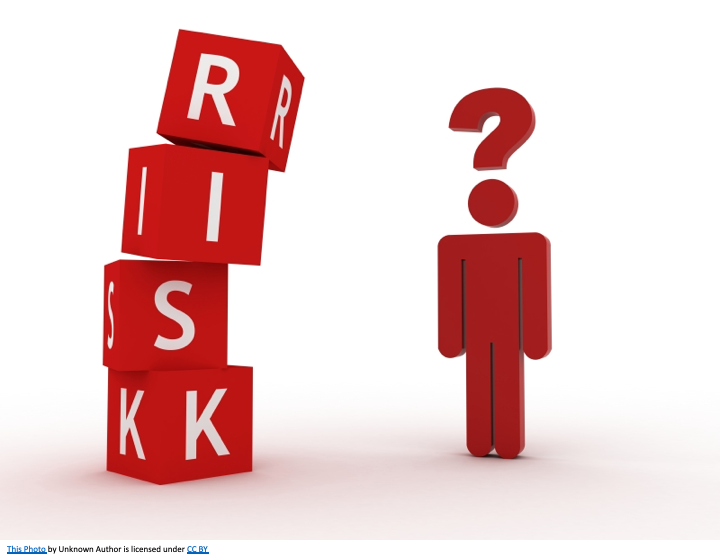 R R
I I
?
S S
K K
This Photo by Unknown Author is licensed under CC BY